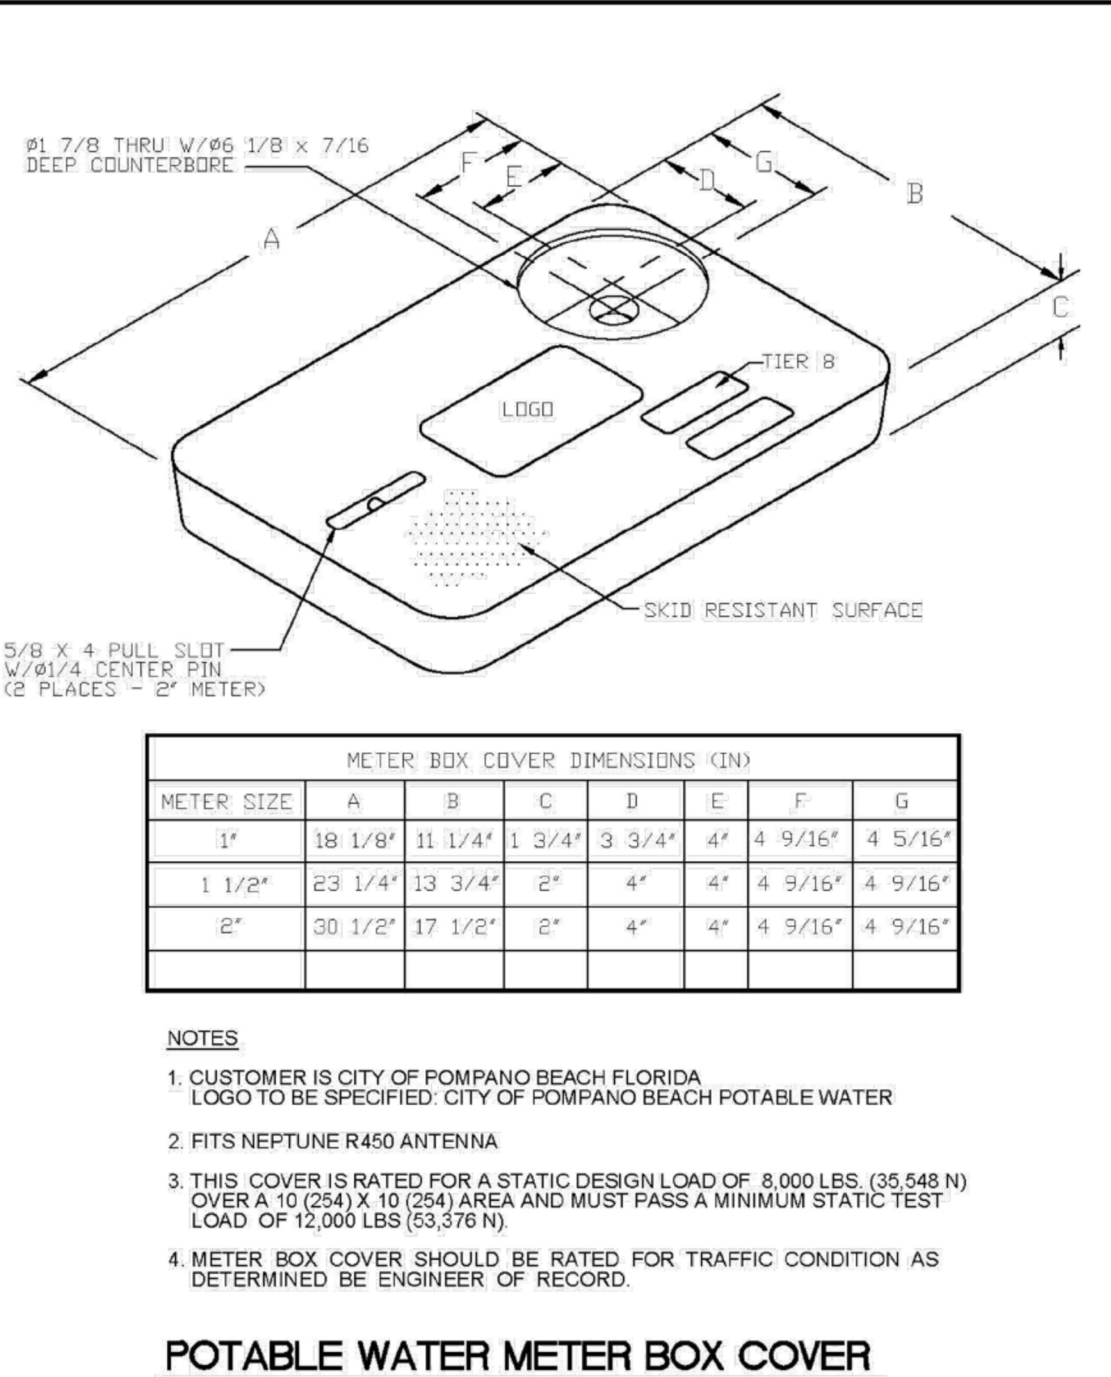 Ø1 7/8 THRU W/Ø6 1/8 x 7/16
DEEP COUNTERBORE
F
E
D
G
B
A
C
TIER 8
LOGO
SKID RESISTANT SURFACE
5/8 X 4 PULL SLOT
W/Ø1/4 CENTER PIN
(2 PLACES - 2" METER)
METER BOX COVER DIMENSIONS (IN)
METER SIZE A B C D E F G
1" 18 1/8" 11 1/4" 1 3/4" 3 3/4" 4" 4 9/16" 4 5/16"
1 1/2" 23 1/4" 13 3/4" 2" 4" 4" 4 9/16" 4 9/16"
2" 30 1/2" 17 1/2" 2" 4" 4" 4 9/16" 4 9/16"
NOTES
1. CUSTOMER IS CITY OF POMPANO BEACH FLORIDA
LOGO TO BE SPECIFIED: CITY OF POMPANO BEACH POTABLE WATER
2. FITS NEPTUNE R450 ANTENNA
3. THIS COVER IS RATED FOR A STATIC DESIGN LOAD OF 8,000 LBS. (35,548 N)
OVER A 10 (254) X 10 (254) AREA AND MUST PASS A MINIMUM STATIC TEST
LOAD OF 12,000 LBS (53,376 N).
4. METER BOX COVER SHOULD BE RATED FOR TRAFFIC CONDITION AS
DETERMINED BE ENGINEER OF RECORD.
POTABLE WATER METER BOX COVER